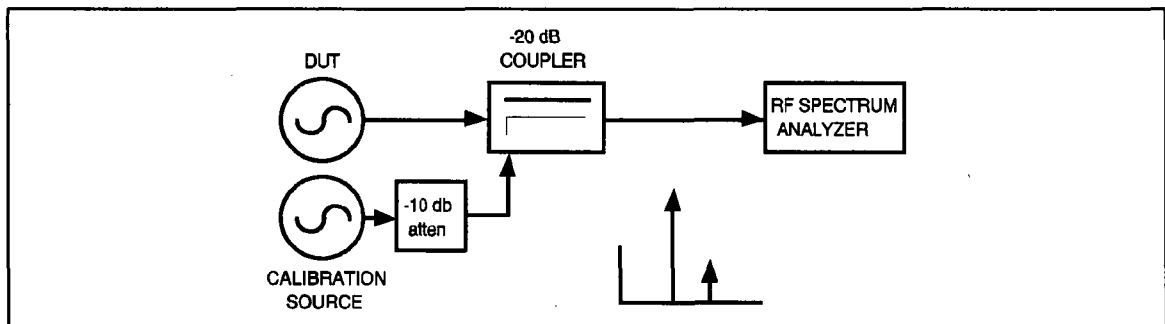 -20 dB
COUPLER
DUT
RF SPECTRUM
ANALYZER
-10 db
atten
CALIBRATION
SOURCE